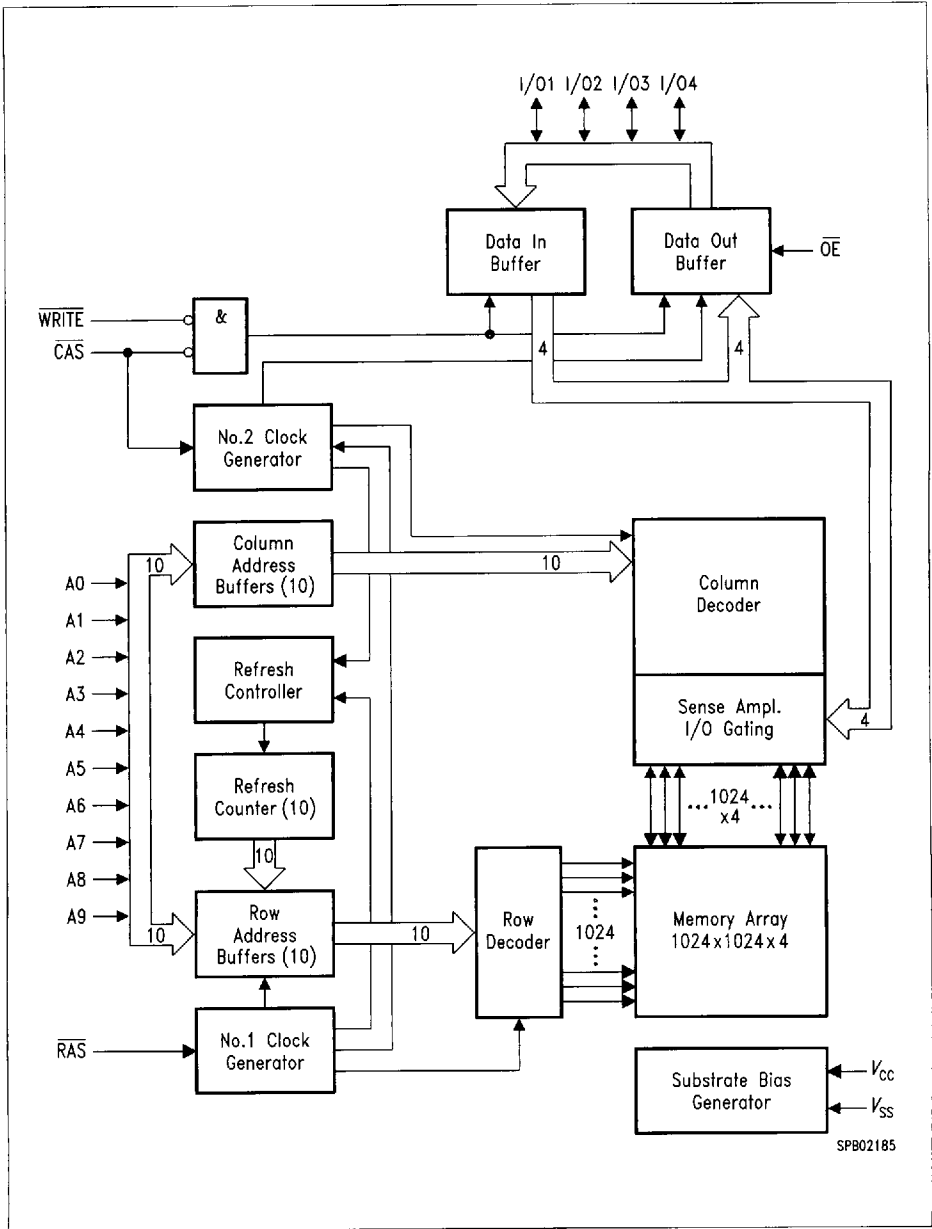 I/O1 I/O2 I/O3 I/O4
Data In
Buffer
Data Out
Buffer
OE
WRITE
CAS
&
4
4
No.2 Clock
Generator
Column
Address
Buffers (10)
10
10
Column
Decoder
A0
A1
A2
A3
A4
A5
A6
A7
A8
A9
Refresh
Controller
Sense Ampl.
I/O Gating
4
Refresh
Counter (10)
10
... 1024 ...
x4
Row
Address
Buffers (10)
10
10
Row
Decoder
1024
Memory Array
1024x1024x4
RAS
No.1 Clock
Generator
Substrate Bias
Generator
VCC
VSS
SPB02185